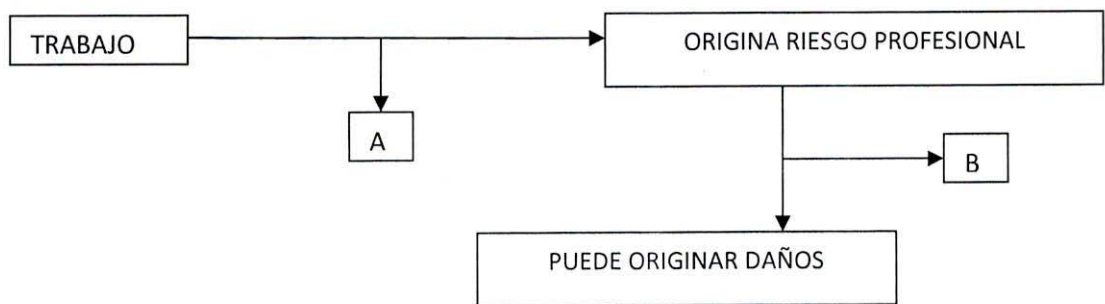 TRABAJO
ORIGINA RIESGO PROFESIONAL
A
B
PUEDE ORIGINAR DAÑOS